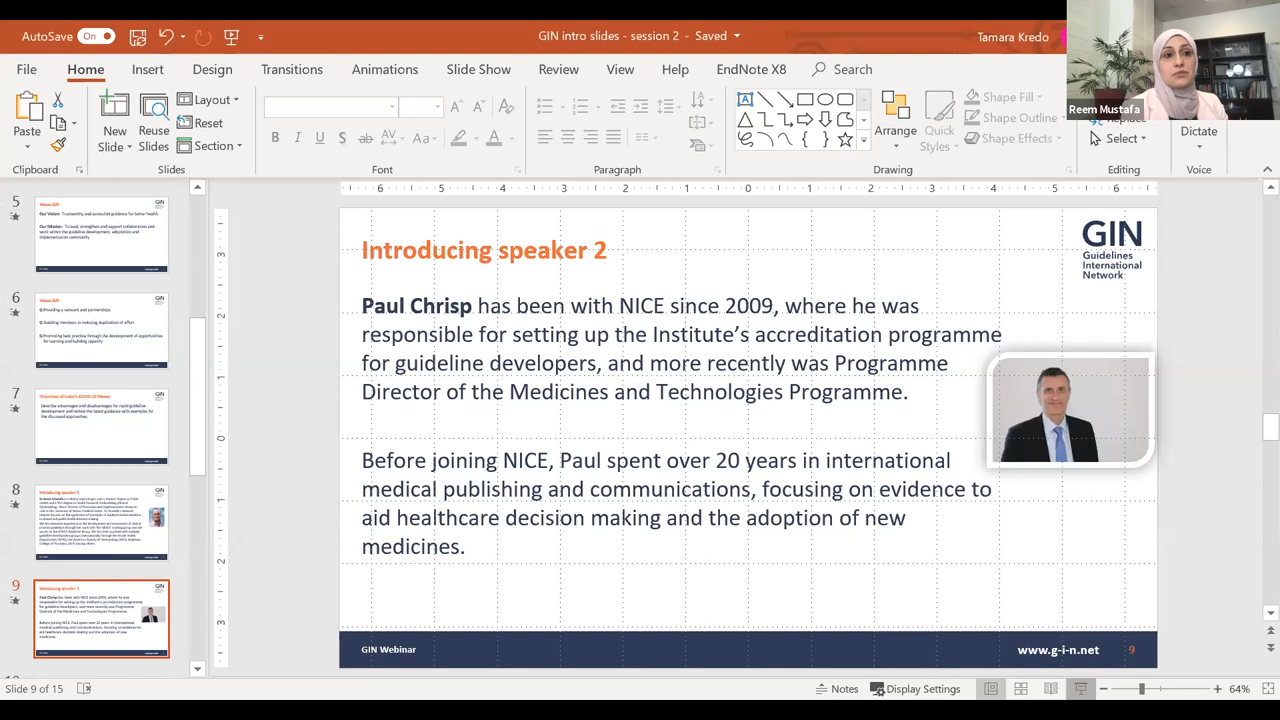 AutoSave On
GIN intro slides - session 2 - Saved
Tamara Kredo
Reem Mustafa
File Home Insert Design Transitions Animations Slide Show Review View Help EndNote X8 Search
Paste
New Slide
Reuse Slides
Layout
Reset
Section
Arrange
Quick Styles
Shape Fill
Shape Outline
Shape Effects
Replace
Select
Dictate
Clipboard
Slides
Font
Paragraph
Drawing
Editing
Voice
5
6
7
8
9
Introducing speaker 2
GIN
Guidelines
International
Network
Paul Chrisp has been with NICE since 2009, where he was
responsible for setting up the Institute's accreditation programme
for guideline developers, and more recently was Programme
Director of the Medicines and Technologies Programme.
Before joining NICE, Paul spent over 20 years in international
medical publishing and communications focusing on evidence to
aid healthcare decision making and the adoption of new
medicines.
GIN Webinar
www.g-i-n.net 9
Slide 9 of 15
Notes
Display Settings
64%